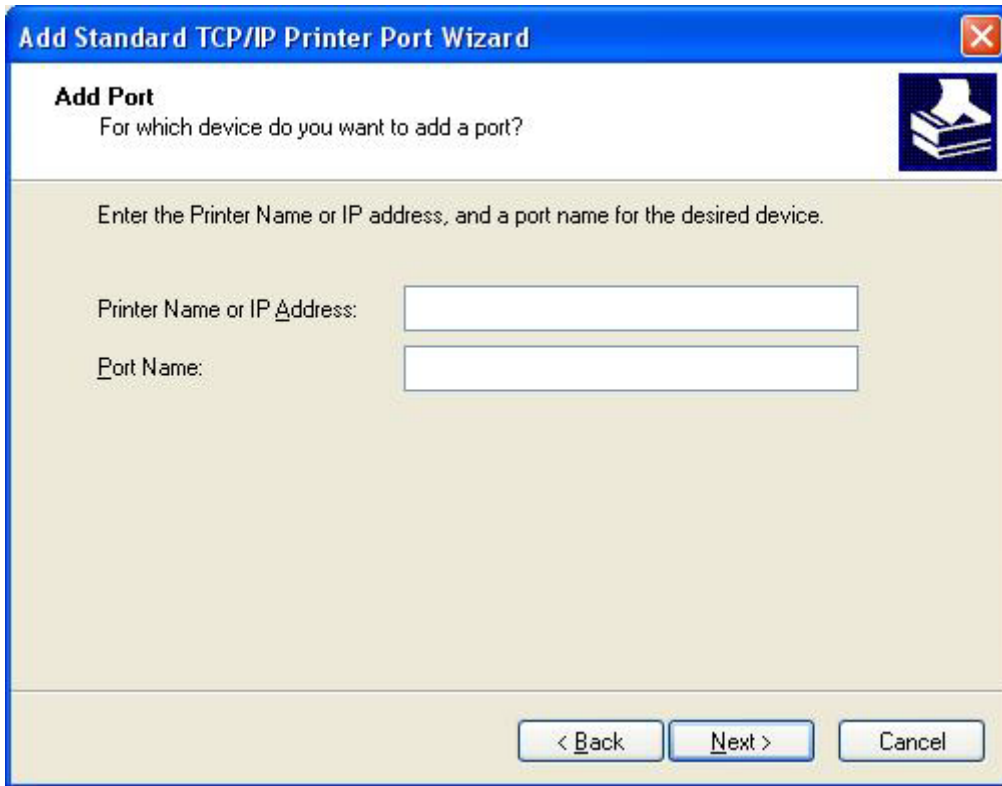 Add Standard TCP/IP Printer Port Wizard
Add Port
For which device do you want to add a port?
Enter the Printer Name or IP address, and a port name for the desired device.
Printer Name or IP Address:
Port Name:
< Back Next > Cancel